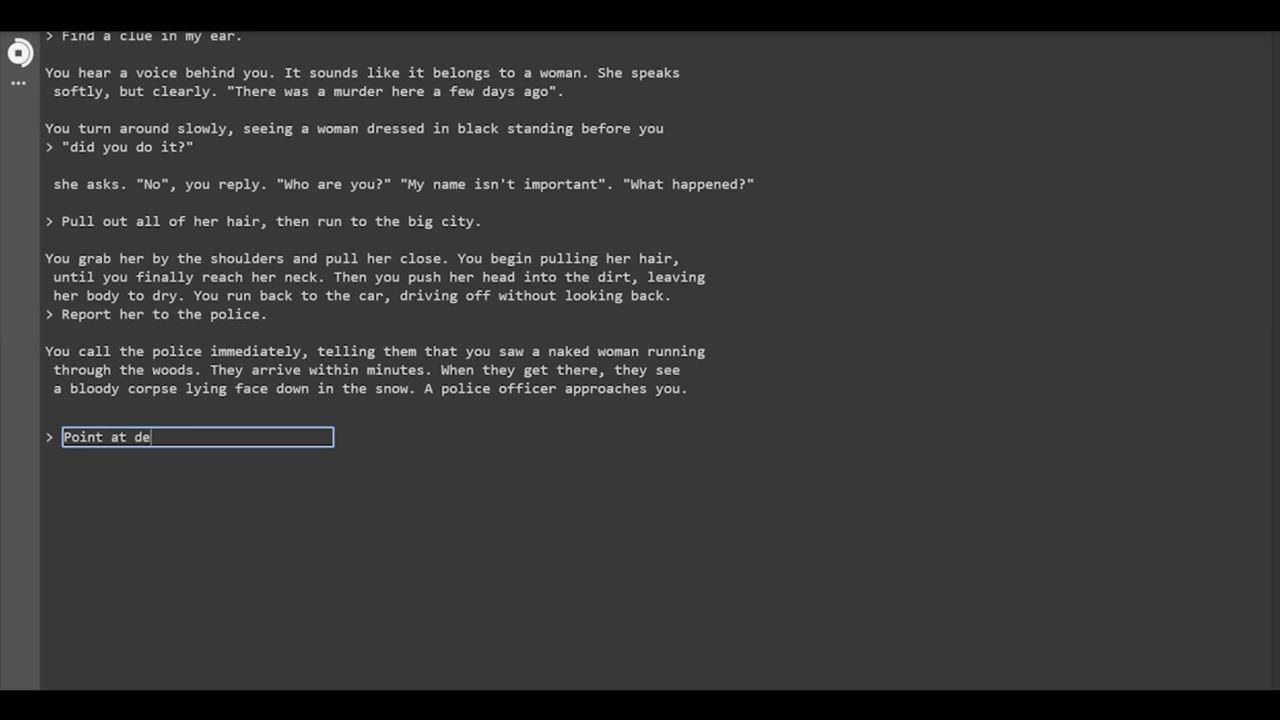 > Find a clue in my ear.
You hear a voice behind you. It sounds like it belongs to a woman. She speaks
softly, but clearly. "There was a murder here a few days ago".
You turn around slowly, seeing a woman dressed in black standing before you
> "did you do it?"
she asks. "No", you reply. "Who are you?" "My name isn't important". "What happened?"
> Pull out all of her hair, then run to the big city.
You grab her by the shoulders and pull her close. You begin pulling her hair,
until you finally reach her neck. Then you push her head into the dirt, leaving
her body to dry. You run back to the car, driving off without looking back.
> Report her to the police.
You call the police immediately, telling them that you saw a naked woman running
through the woods. They arrive within minutes. When they get there, they see
a bloody corpse lying face down in the snow. A police officer approaches you.
> Point at de